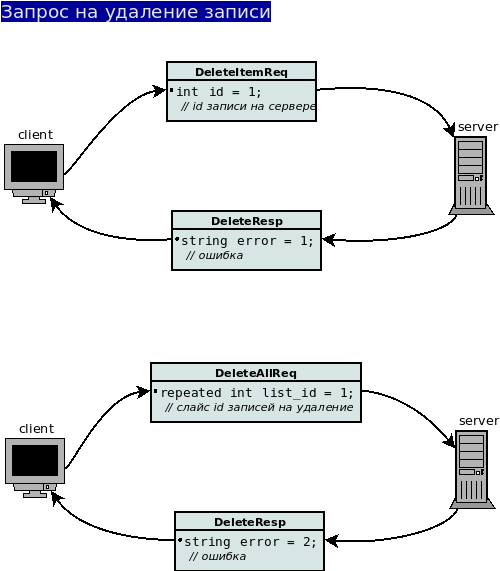 Запрос на удаление записи
DeleteItemReq
int id = 1;
// id записи на сервере
client
server
DeleteResp
string error = 1;
// ошибка
DeleteAllReq
repeated int list_id = 1;
// слайс id записей на удаление
client
server
DeleteResp
string error = 2;
// ошибка